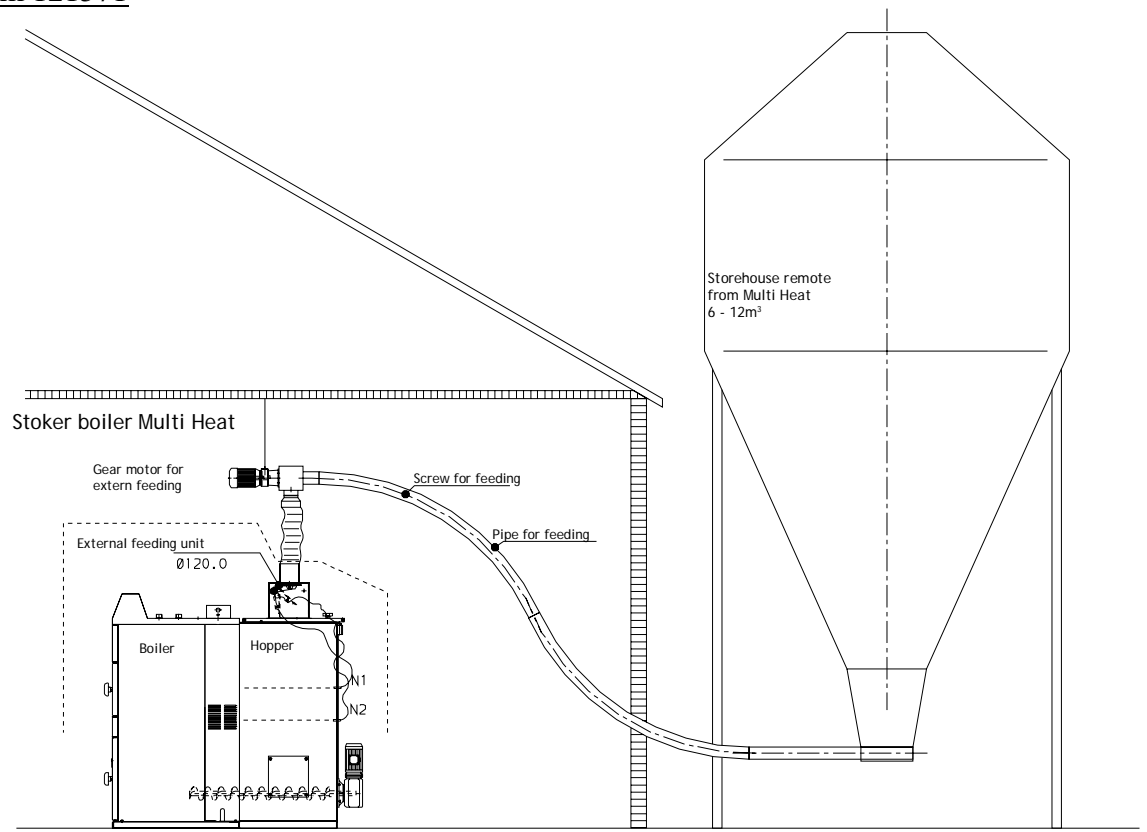 Storehouse remote
from Multi Heat
6 - 12m³
Stoker boiler Multi Heat
Gear motor for
extern feeding
Screw for feeding
Pipe for feeding
External feeding unit
Ø120.0
Boiler
Hopper
N1
N2